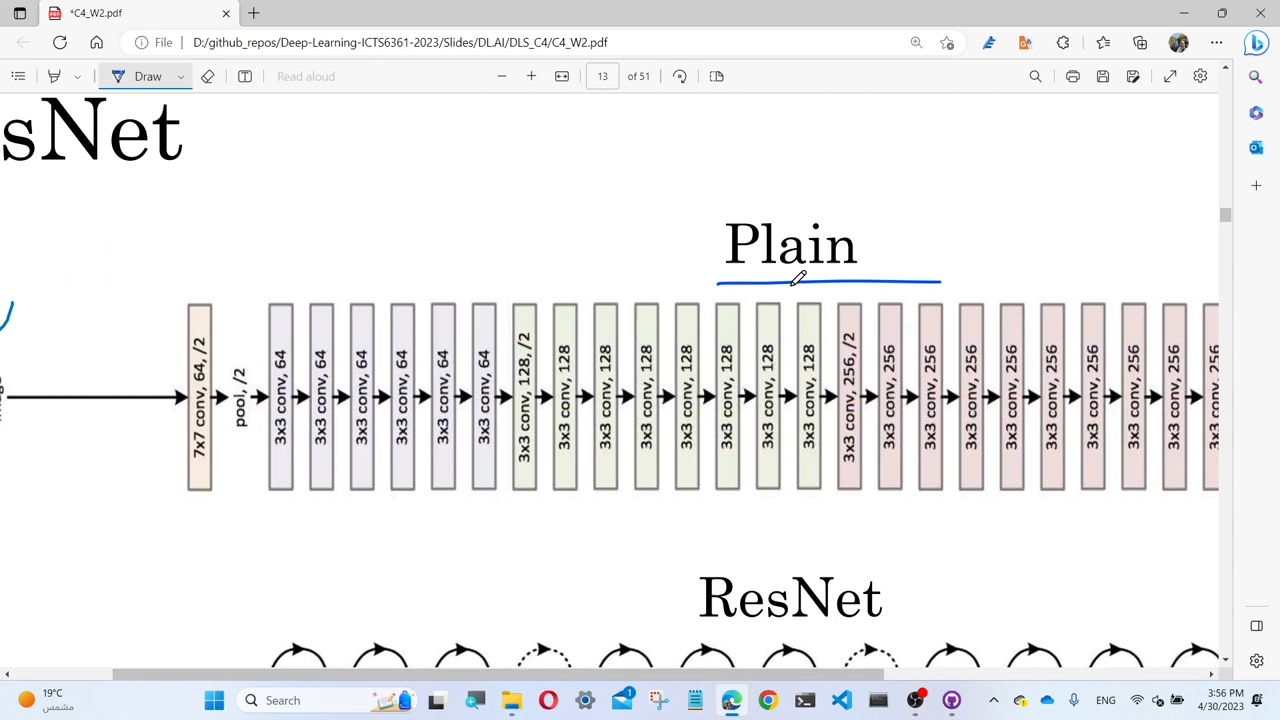 *C4_W2.pdf
File
D:/github_repos/Deep-Learning-ICTS6361-2023/Slides/DL.AI/DLS_C4/C4_W2.pdf
Draw
Read aloud
13
of 51
sNet
Plain
7x7 conv, 64, /2
pool, /2
3x3 conv, 64
3x3 conv, 64
3x3 conv, 64
3x3 conv, 64
3x3 conv, 64
3x3 conv, 64
3x3 conv, 128, /2
3x3 conv, 128
3x3 conv, 128
3x3 conv, 128
3x3 conv, 128
3x3 conv, 128
3x3 conv, 128
3x3 conv, 128
3x3 conv, 256, /2
3x3 conv, 256
3x3 conv, 256
3x3 conv, 256
3x3 conv, 256
3x3 conv, 256
3x3 conv, 256
3x3 conv, 256
3x3 conv, 256
3x3 conv, 256
ResNet
19°C
مشمس
Search
1
ENG
3:56 PM
4/30/2023